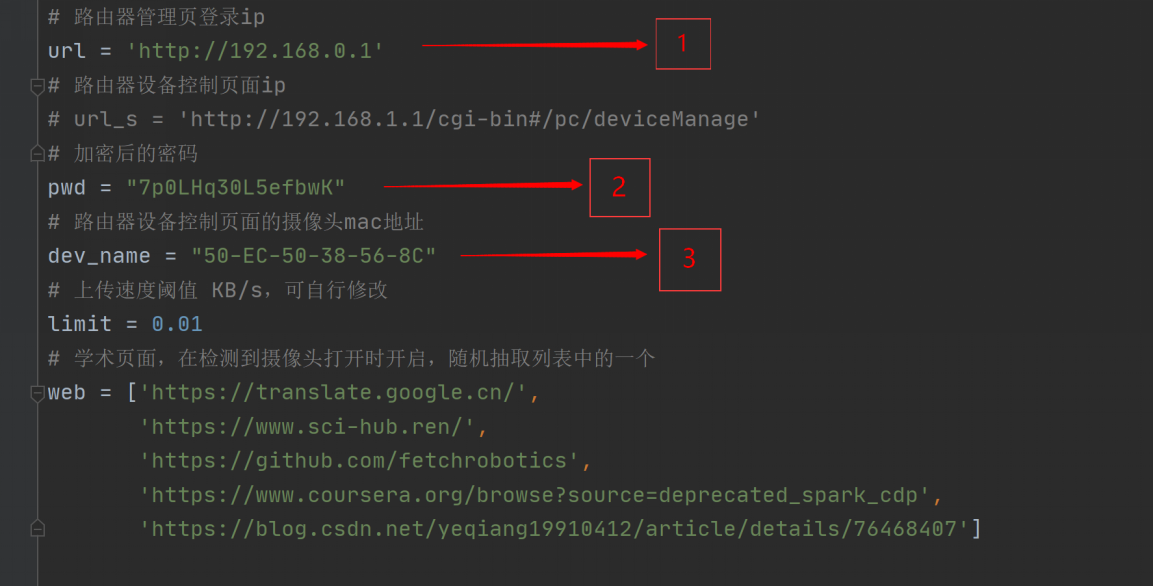 # 路由器管理页登录ip
url = 'http://192.168.0.1'
1
# 路由器设备控制页面ip
# url_s = 'http://192.168.1.1/cgi-bin#/pc/deviceManage'
# 加密后的密码
pwd = "7p0LHq30L5efbwK"
2
# 路由器设备控制页面的摄像头mac地址
dev_name = "50-EC-50-38-56-8C"
3
# 上传速度阈值 KB/s，可自行修改
limit = 0.01
# 学术页面，在检测到摄像头打开时开启，随机抽取列表中的一个
web = ['https://translate.google.cn/',
'https://www.sci-hub.ren/',
'https://github.com/fetchrobotics',
'https://www.coursera.org/browse?source=deprecated_spark_cdp',
'https://blog.csdn.net/yeqiang19910412/article/details/76468407']